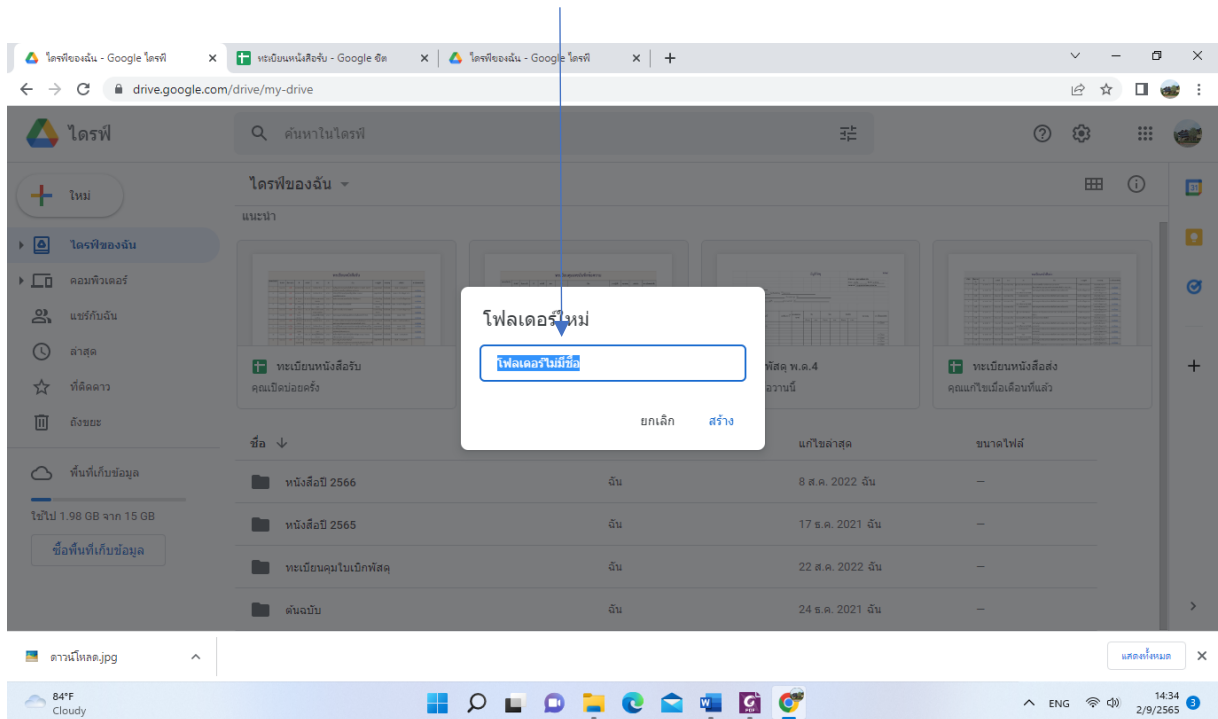 ไดรฟ์ของฉัน - Google ไดรฟ์
ทะเบียนหนังสือรับ - Google ชีต
ไดรฟ์ของฉัน - Google ไดรฟ์
drive.google.com/drive/my-drive
ไดรฟ์
ค้นหาในไดรฟ์
ใหม่
ไดรฟ์ของฉัน
31
แนะนำ
ไดรฟ์ของฉัน
คอมพิวเตอร์
แชร์กับฉัน
ล่าสุด
ที่ติดดาว
ถังขยะ
พื้นที่เก็บข้อมูล
ใช้ไป 1.98 GB จาก 15 GB
ซื้อพื้นที่เก็บข้อมูล
ทะเบียนหนังสือรับ
คุณเปิดบ่อยครั้ง
พัสดุ พ.ด.4
อวานนี้
ทะเบียนหนังสือส่ง
คุณแก้ไขเมื่อเดือนที่แล้ว
โฟลเดอร์ใหม่
โฟลเดอร์ไม่มีชื่อ
ยกเลิก สร้าง
ชื่อ แก้ไขล่าสุด ขนาดไฟล์
หนังสือปี 2566 ฉัน 8 ส.ค. 2022 ฉัน —
หนังสือปี 2565 ฉัน 17 ธ.ค. 2021 ฉัน —
ทะเบียนคุมใบเบิกพัสดุ ฉัน 22 ส.ค. 2022 ฉัน —
ต้นฉบับ ฉัน 24 ธ.ค. 2021 ฉัน —
ดาวน์โหลด.jpg
แสดงทั้งหมด
84°F
Cloudy
ENG
14:34
2/9/2565
3